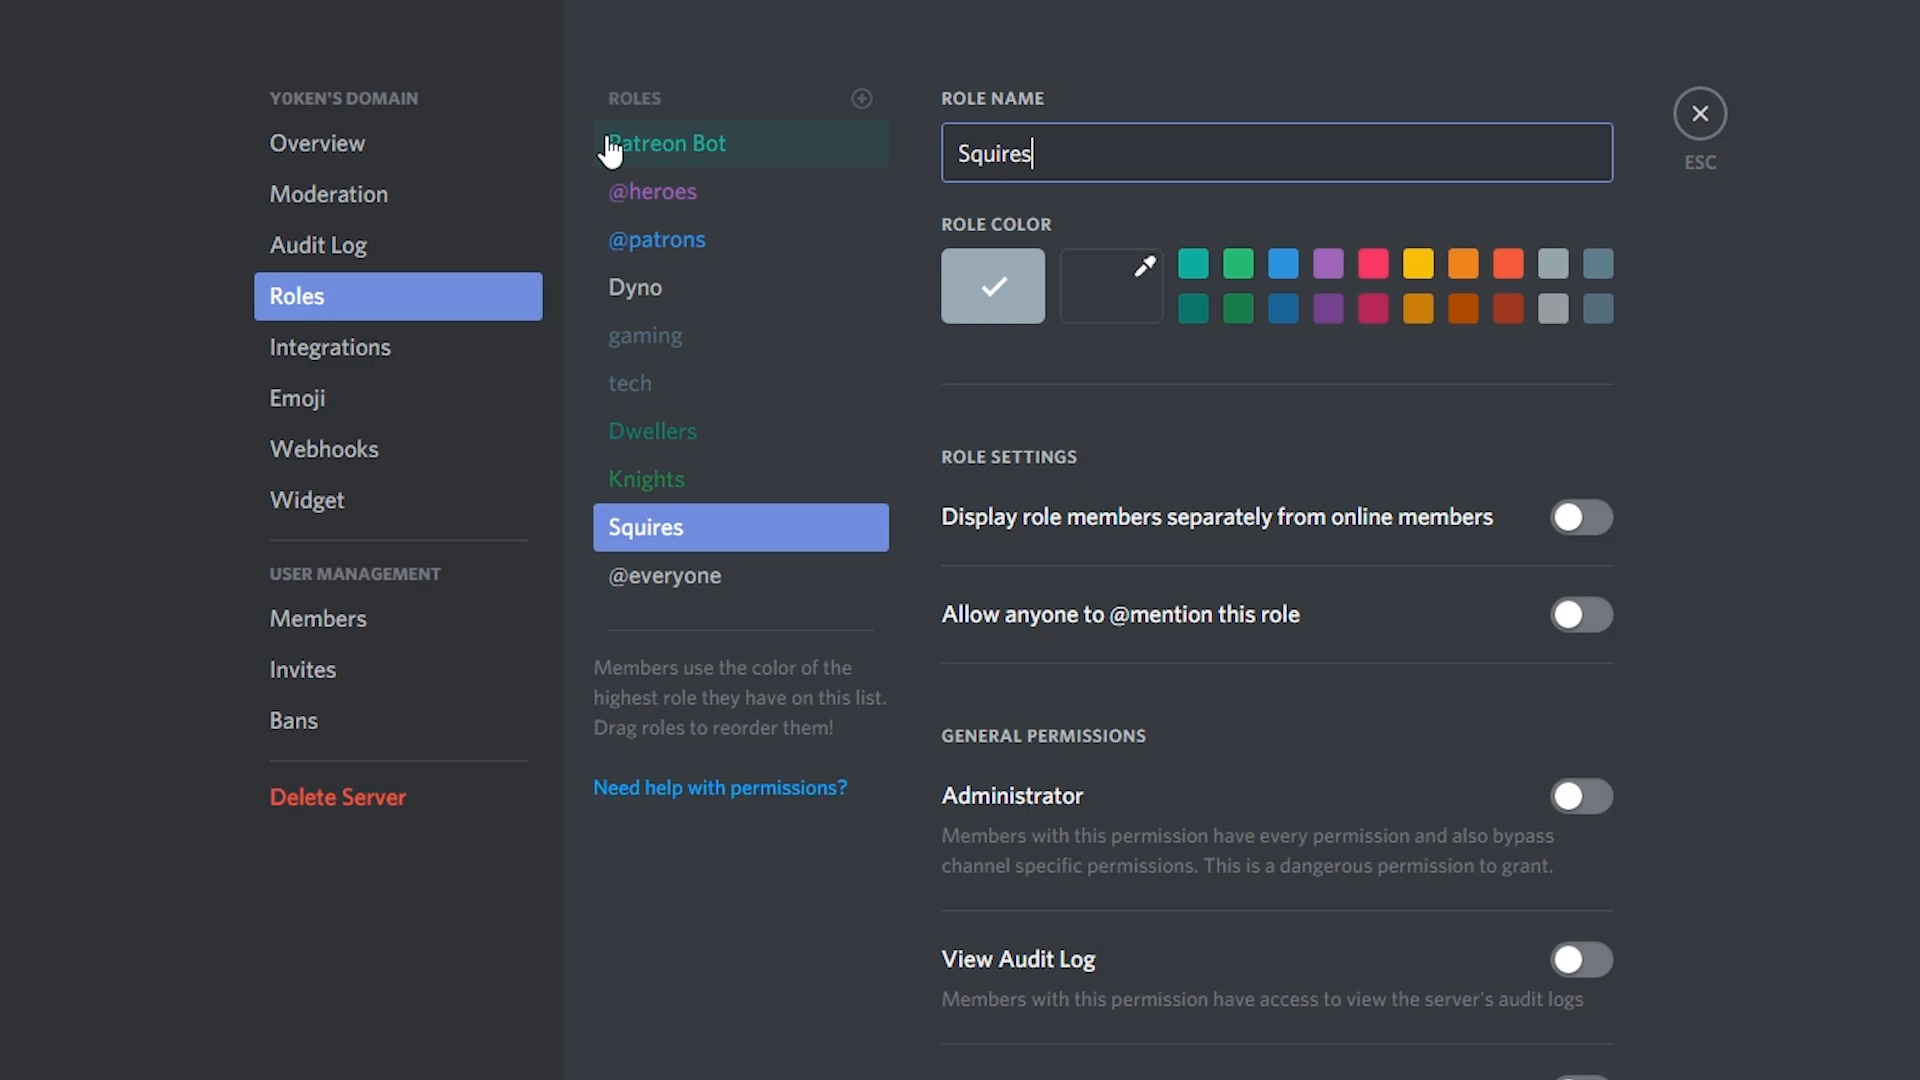 Y0KEN'S DOMAIN
Overview
Moderation
Audit Log
Roles
Integrations
Emoji
Webhooks
Widget
USER MANAGEMENT
Members
Invites
Bans
Delete Server
ROLES
Patreon Bot
@heroes
@patrons
Dyno
gaming
tech
Dwellers
Knights
Squires
@everyone
Members use the color of the
highest role they have on this list.
Drag roles to reorder them!
Need help with permissions?
ROLE NAME
Squires
ROLE COLOR
ROLE SETTINGS
Display role members separately from online members
Allow anyone to @mention this role
GENERAL PERMISSIONS
Administrator
Members with this permission have every permission and also bypass
channel specific permissions. This is a dangerous permission to grant.
View Audit Log
Members with this permission have access to view the server's audit logs
ESC